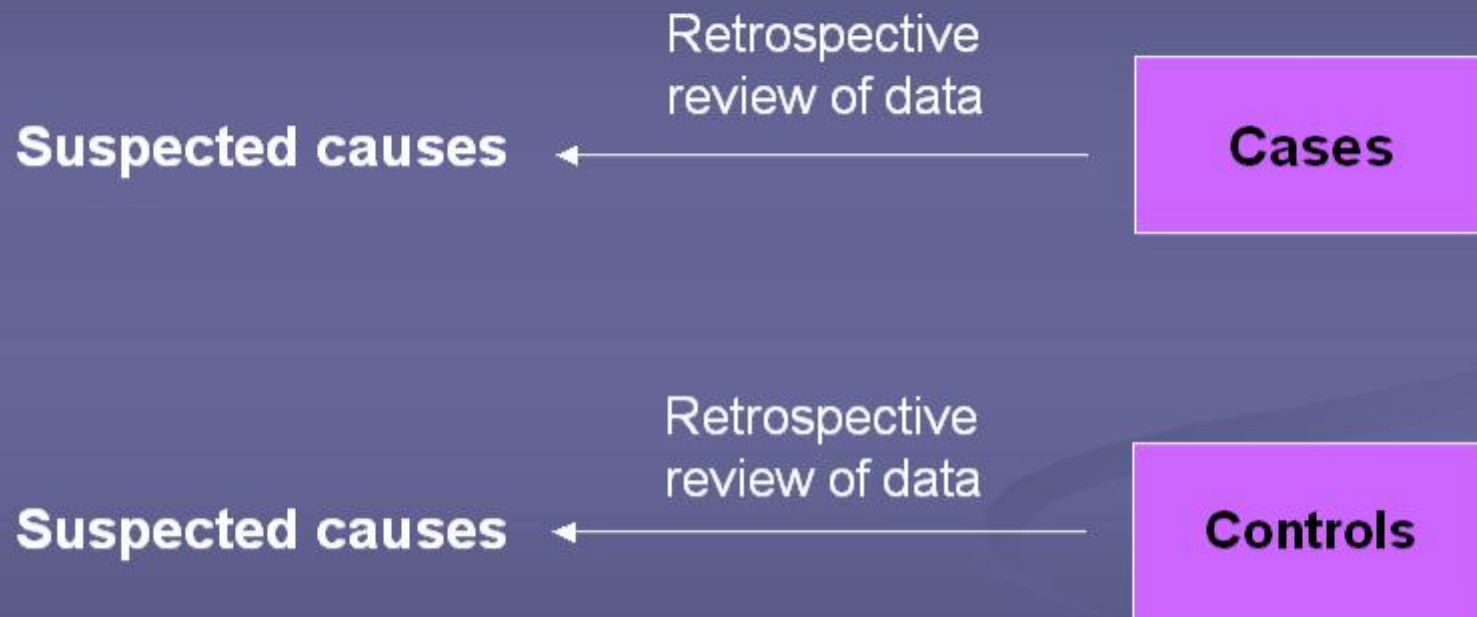 Retrospective
review of data
Suspected causes
Cases
Retrospective
review of data
Suspected causes
Controls